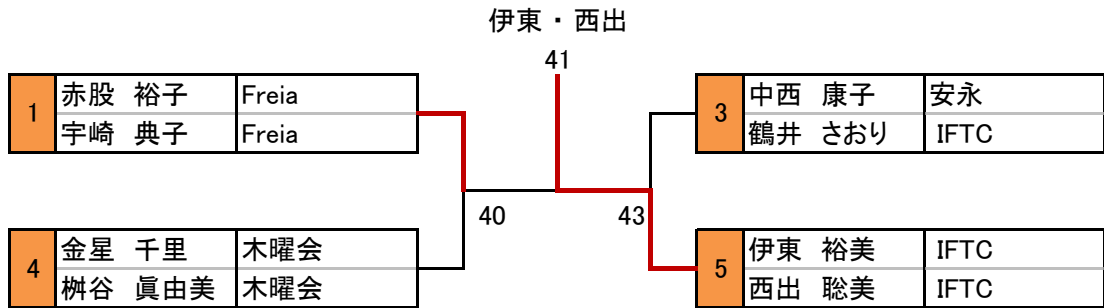 伊東・西出
41
1 赤股 裕子 Freia
宇崎 典子 Freia
3 中西 康子 安永
鶴井 さおり IFTC
40 43
4 金星 千里 木曜会
桝谷 眞由美 木曜会
5 伊東 裕美 IFTC
西出 聡美 IFTC